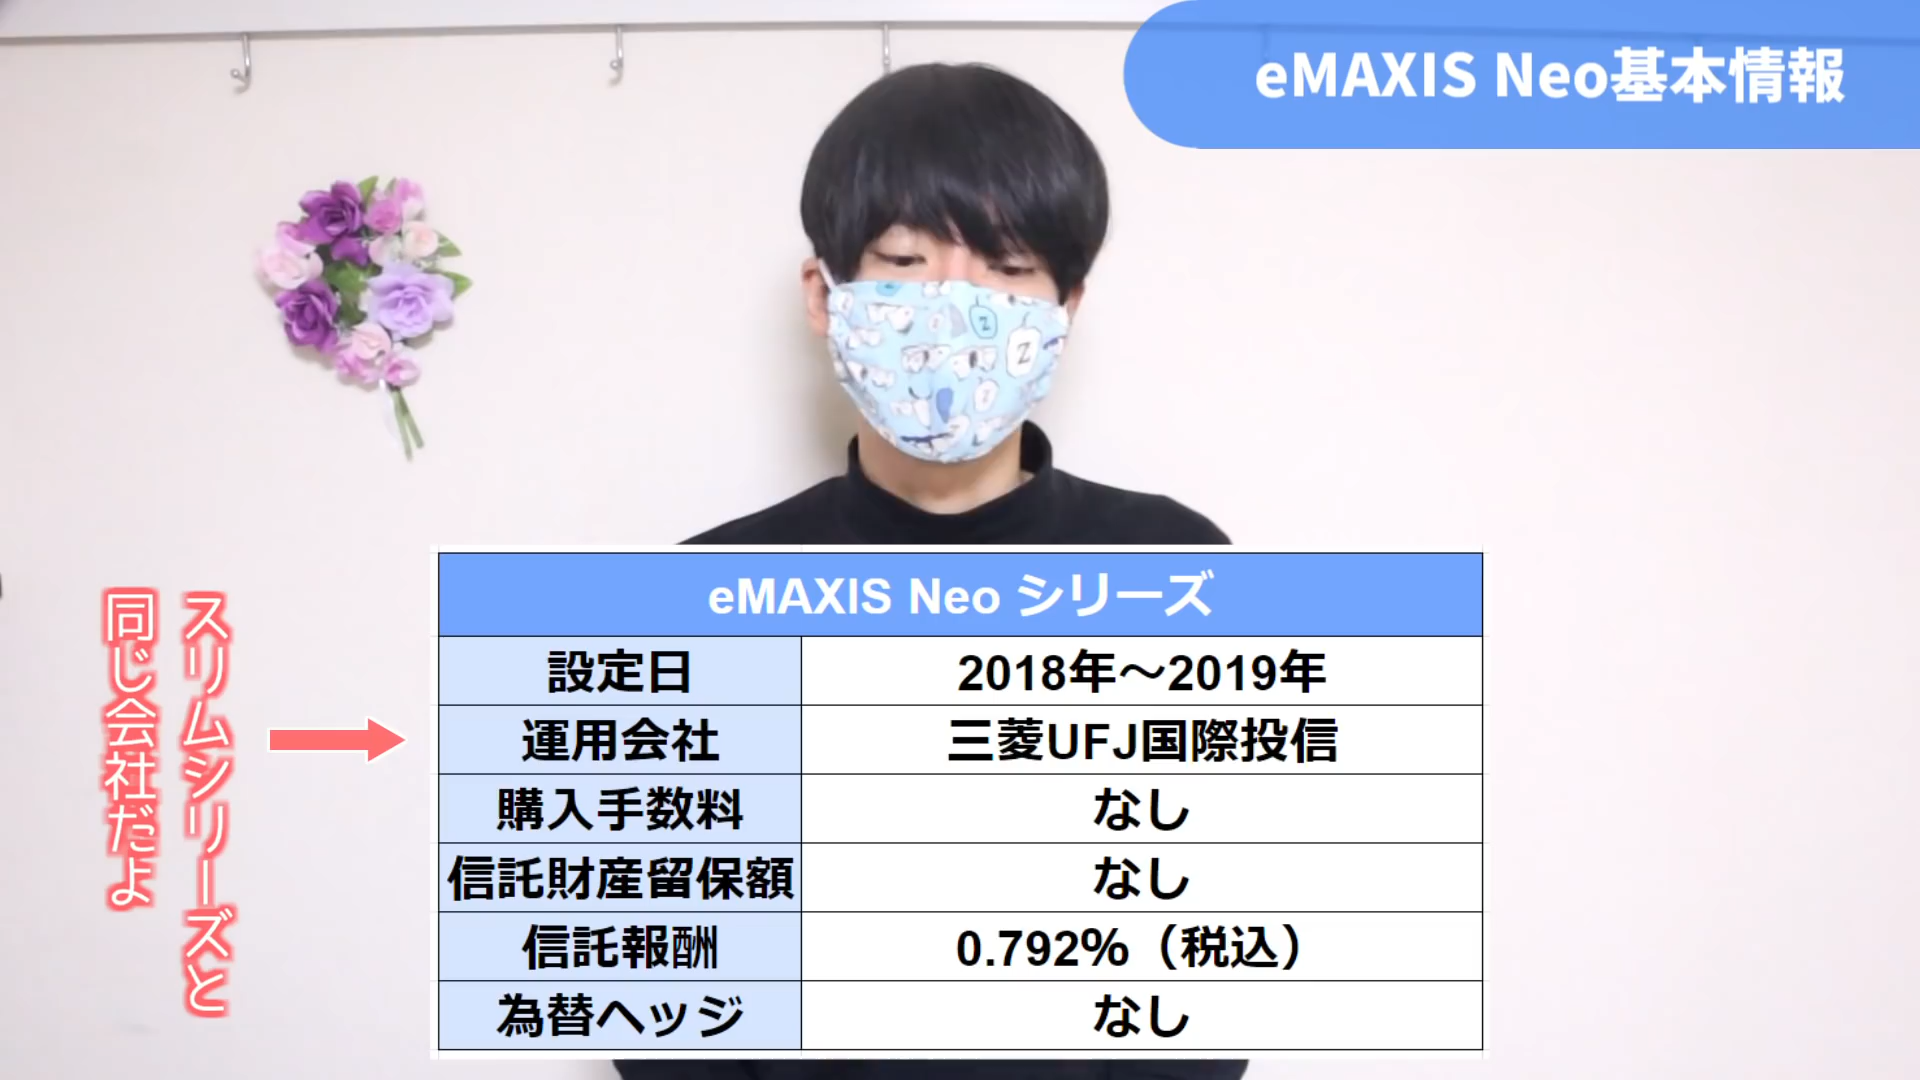 eMAXIS Neo基本情報
スリムシリーズと
同じ会社だよ
eMAXIS Neo シリーズ
設定日 2018年～2019年
運用会社 三菱UFJ国際投信
購入手数料 なし
信託財産留保額 なし
信託報酬 0.792%（税込）
為替ヘッジ なし
Z
Z